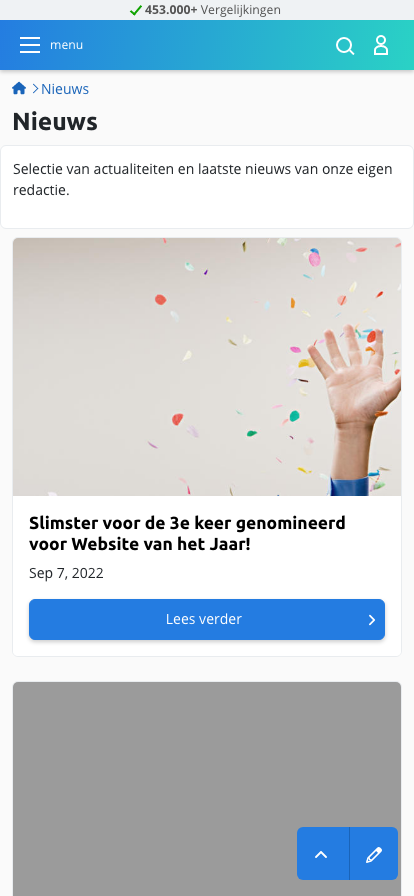 453.000+ Vergelijkingen
menu
Nieuws
Nieuws
Selectie van actualiteiten en laatste nieuws van onze eigen
redactie.
Slimster voor de 3e keer genomineerd
voor Website van het Jaar!
Sep 7, 2022
Lees verder